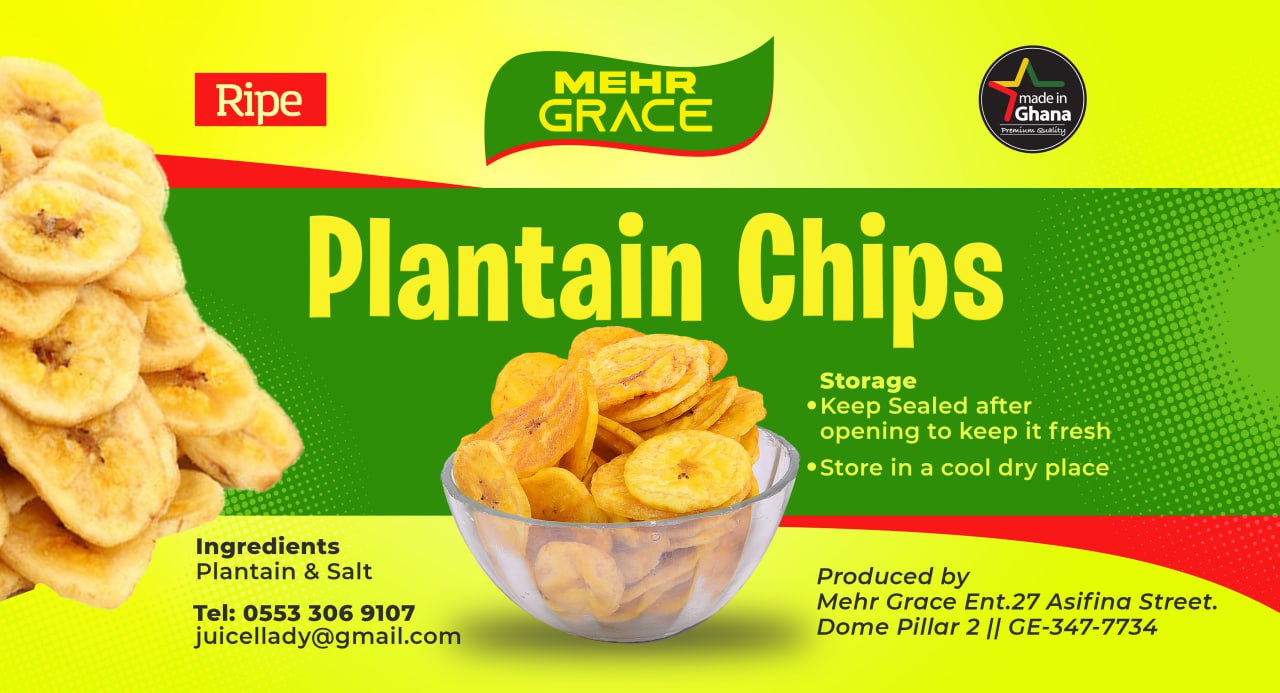 Ripe
MEHR
GRACE
made in
Ghana
Premium Quality
Plantain Chips
Storage
•Keep Sealed after
opening to keep it fresh
•Store in a cool dry place
Ingredients
Plantain & Salt
Tel: 0553 306 9107
juicellady@gmail.com
Produced by
Mehr Grace Ent.27 Asifina Street.
Dome Pillar 2 || GE-347-7734